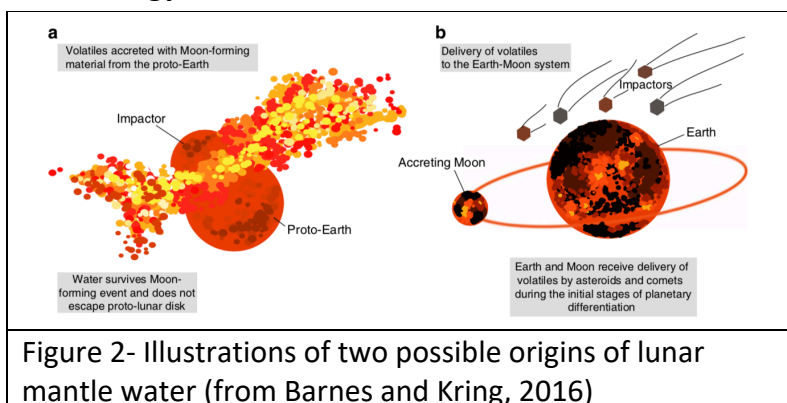 a
Volatiles accreted with Moon-forming
material from the proto-Earth
Impactor
Proto-Earth
Water survives Moon-
forming event and does not
escape proto-lunar disk
b
Delivery of volatiles
to the Earth-Moon system
Impactors
Earth
Accreting Moon
Earth and Moon receive delivery of
volatiles by asteroids and comets
during the initial stages of planetary
differentiation
Figure 2- Illustrations of two possible origins of lunar
mantle water (from Barnes and Kring, 2016)